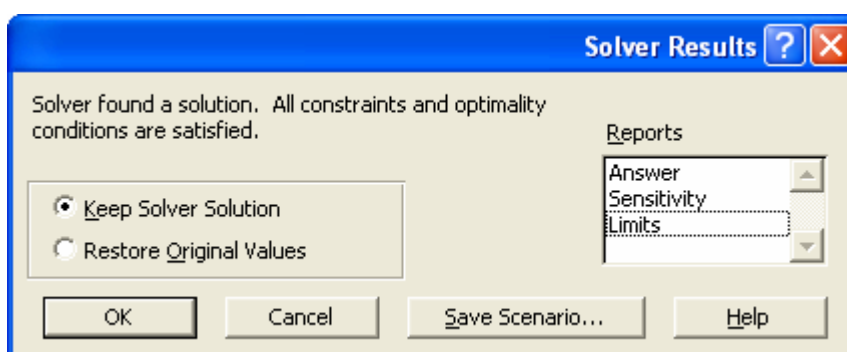 Solver Results ?
Solver found a solution. All constraints and optimality
conditions are satisfied.
Reports
Answer
Sensitivity
Limits
Keep Solver Solution
Restore Original Values
OK Cancel Save Scenario... Help